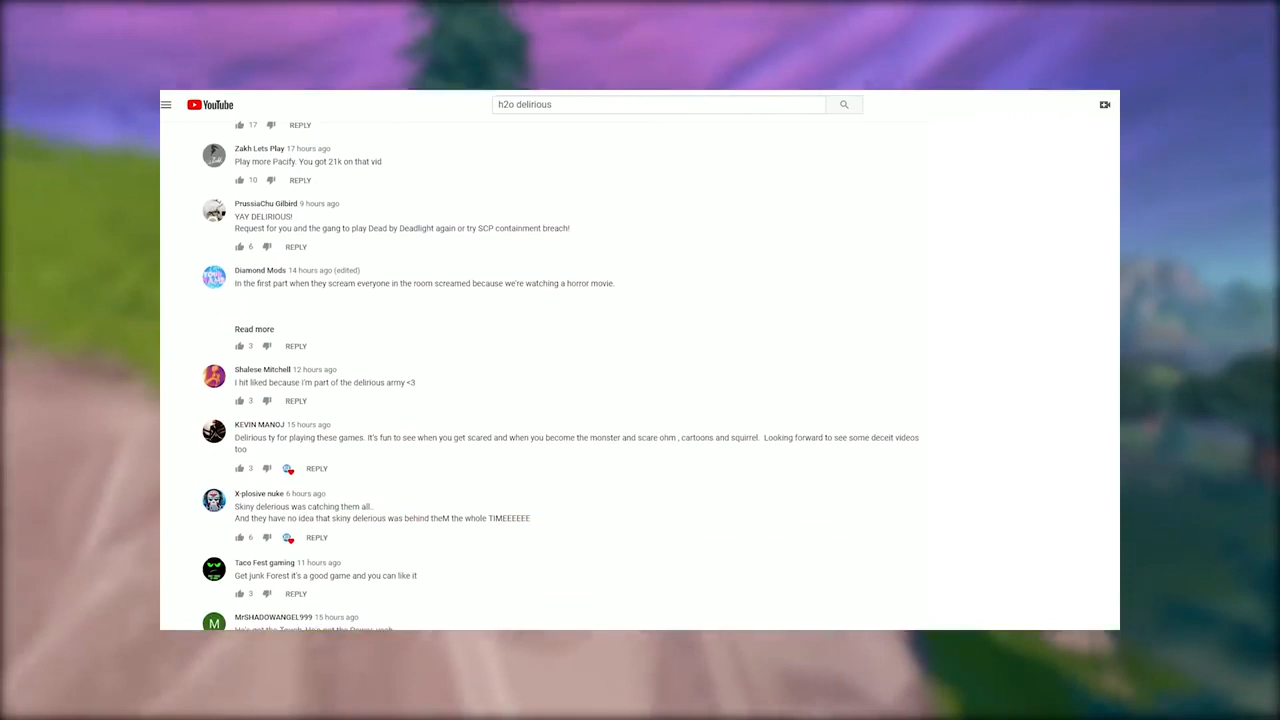 YouTube
h2o delirious
17 REPLY
Zakh Lets Play 17 hours ago
Play more Pacify. You got 21k on that vid
10 REPLY
PrussiaChu Gilbird 9 hours ago
YAY DELIRIOUS!
Request for you and the gang to play Dead by Deadlight again or try SCP containment breach!
6 REPLY
Diamond Mods 14 hours ago (edited)
In the first part when they scream everyone in the room screamed because we're watching a horror movie.
Read more
3 REPLY
Shalese Mitchell 12 hours ago
I hit liked because i'm part of the delirious army <3
3 REPLY
KEVIN MANOJ 15 hours ago
Delirious ty for playing these games. It's fun to see when you get scared and when you become the monster and scare ohm , cartoons and squirrel. Looking forward to see some deceit videos
too
3 REPLY
X-plosive nuke 6 hours ago
Skiny delerious was catching them all..
And they have no idea that skiny delerious was behind theM the whole TIMEEEEE
6 REPLY
Taco Fest gaming 11 hours ago
Get junk Forest it's a good game and you can like it
3 REPLY
M MrSHADOWANGEL999 15 hours ago